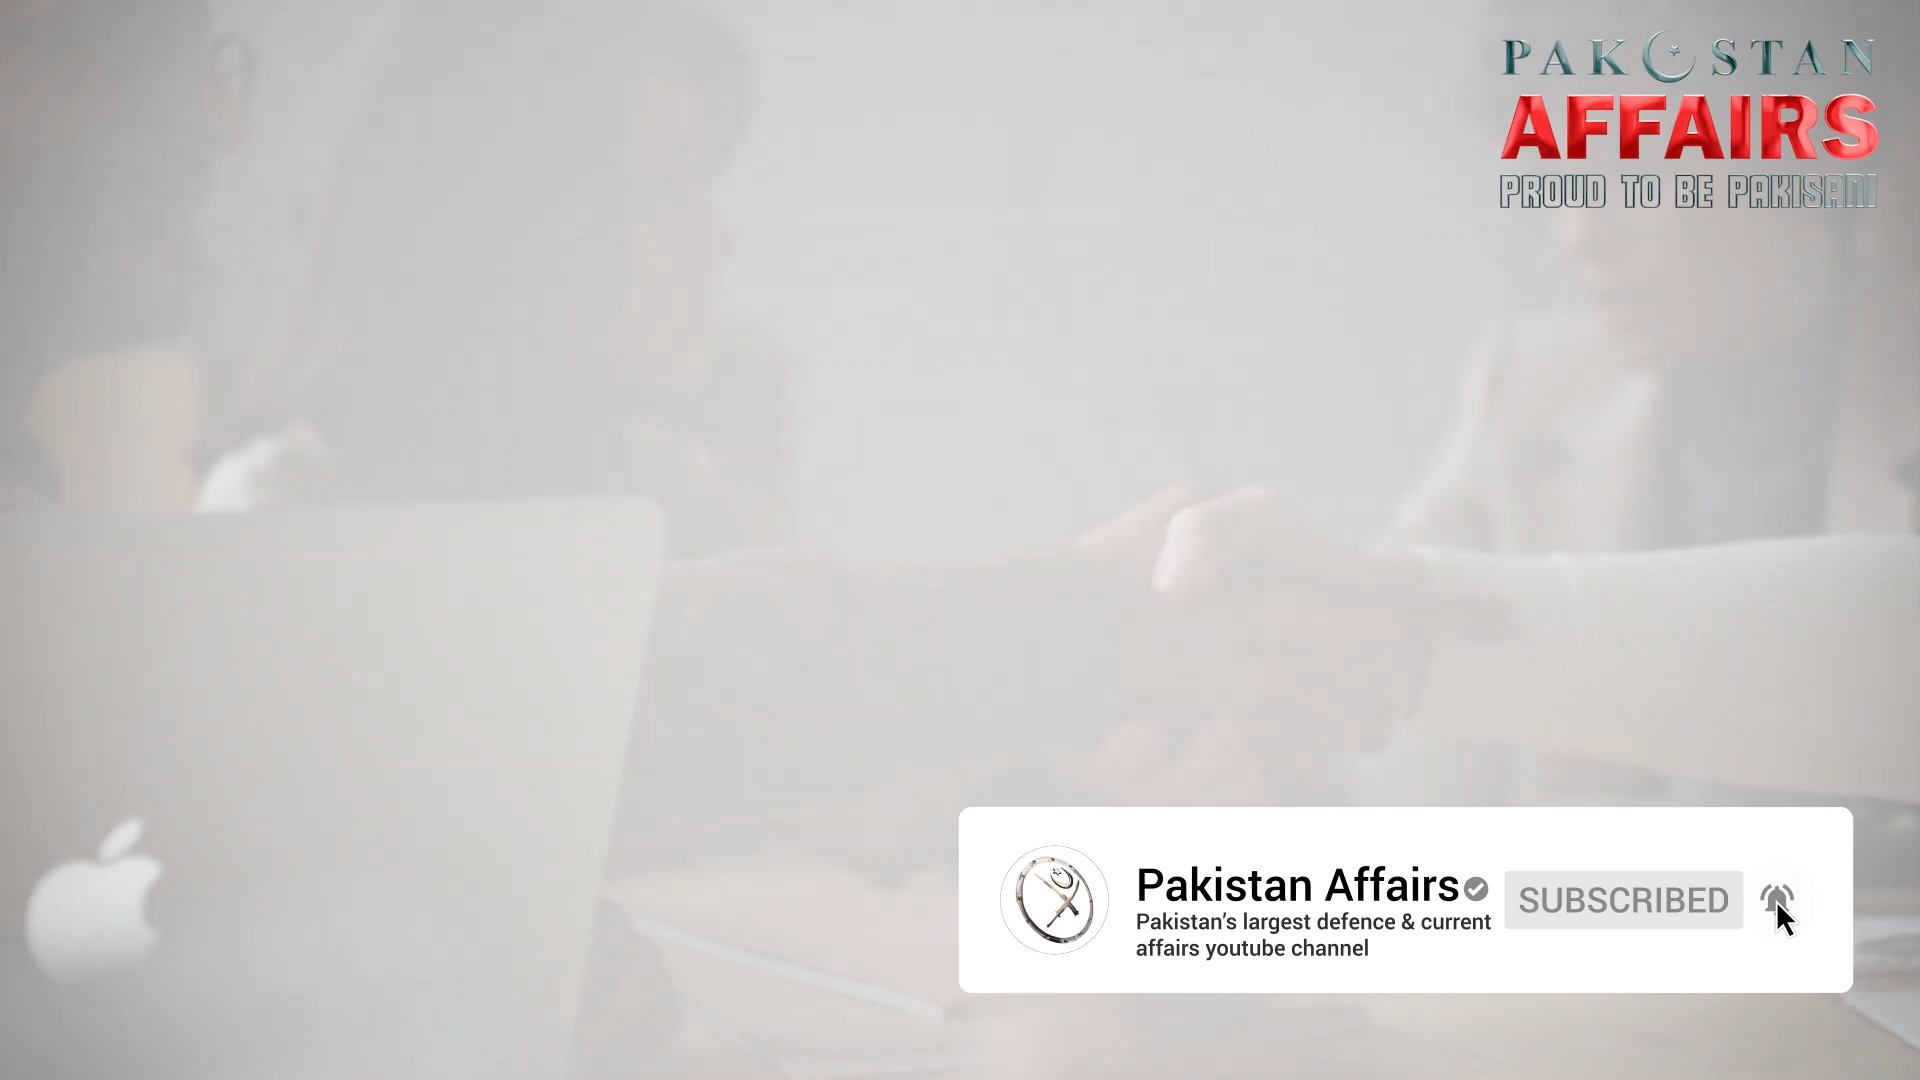 PAKISTAN
AFFAIRS
PROUD TO BE PAKISANI
Pakistan Affairs
Pakistan's largest defence & current
affairs youtube channel
SUBSCRIBED